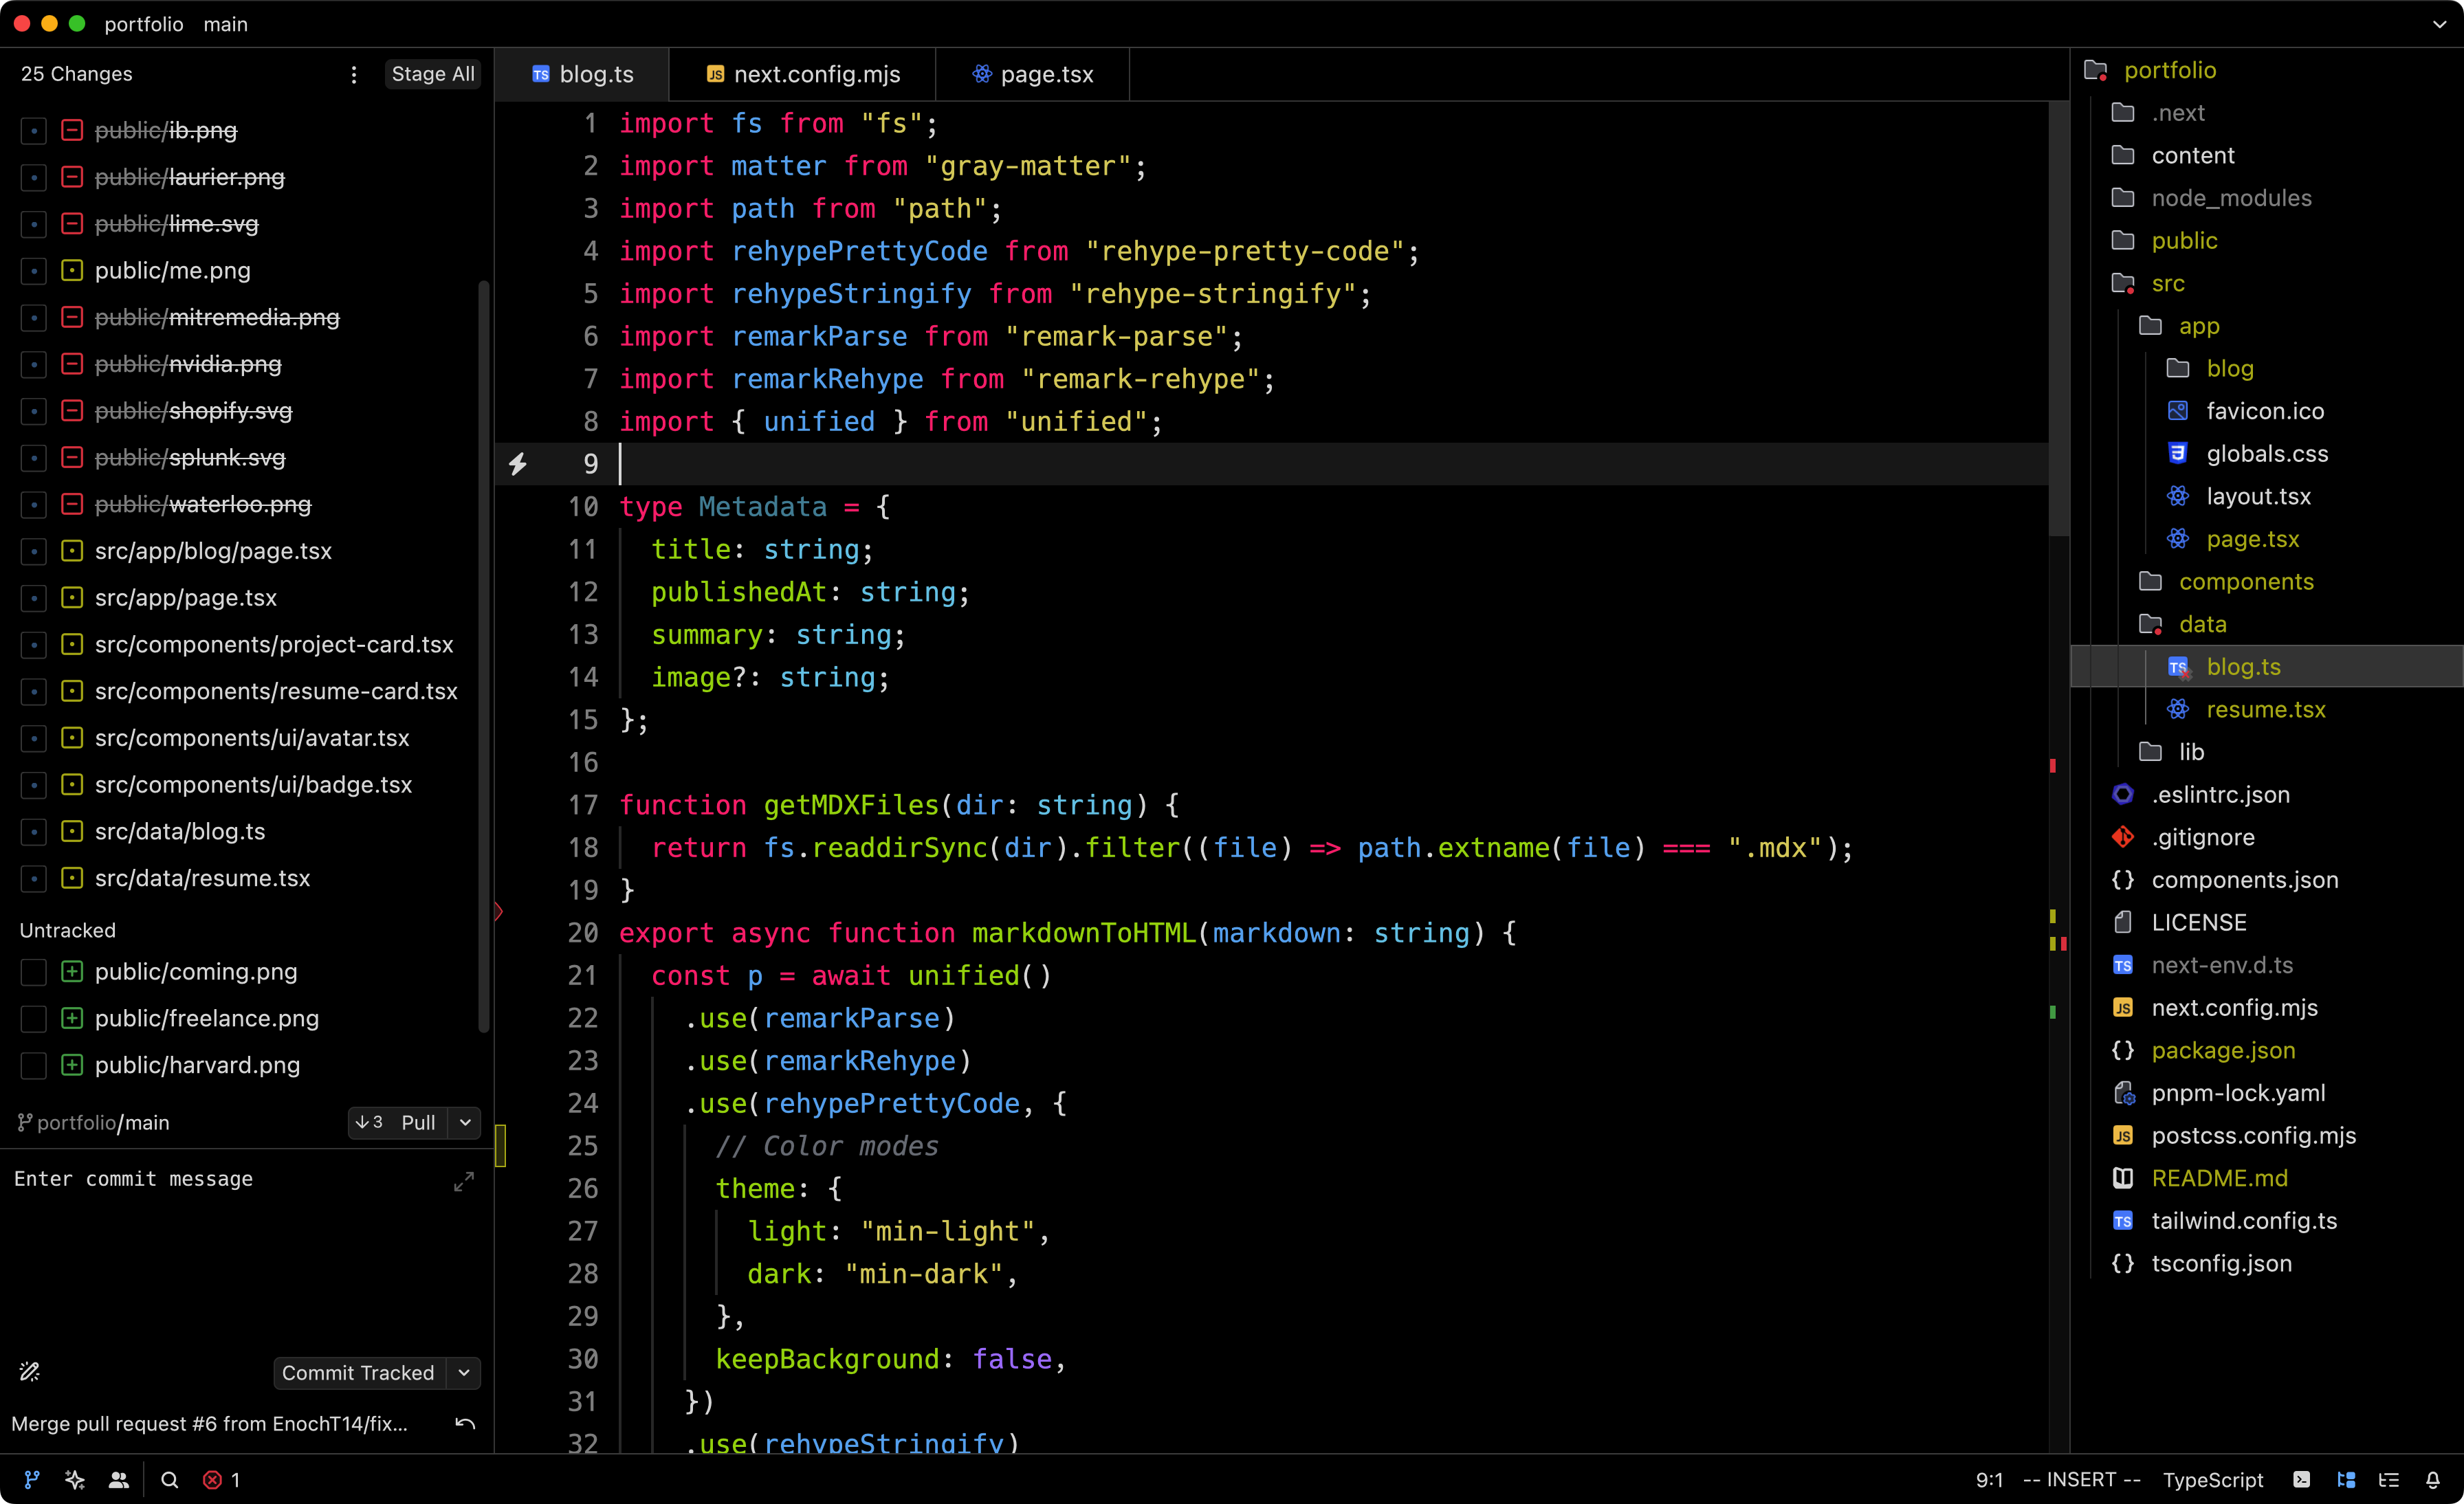 portfolio main
25 Changes
Stage All
public/ib.png
public/laurier.png
public/lime.svg
public/me.png
public/mitremedia.png
public/nvidia.png
public/shopify.svg
public/splunk.svg
public/waterloo.png
src/app/blog/page.tsx
src/app/page.tsx
src/components/project-card.tsx
src/components/resume-card.tsx
src/components/ui/avatar.tsx
src/components/ui/badge.tsx
src/data/blog.ts
src/data/resume.tsx
Untracked
public/coming.png
public/freelance.png
public/harvard.png
portfolio/main
3 Pull
Enter commit message
Commit Tracked
Merge pull request #6 from EnochT14/fix...
TS blog.ts
JS next.config.mjs
page.tsx
1 import fs from "fs";
2 import matter from "gray-matter";
3 import path from "path";
4 import rehypePrettyCode from "rehype-pretty-code";
5 import rehypeStringify from "rehype-stringify";
6 import remarkParse from "remark-parse";
7 import remarkRehype from "remark-rehype";
8 import { unified } from "unified";
9
10 type Metadata = {
11   title: string;
12   publishedAt: string;
13   summary: string;
14   image?: string;
15 };
16
17 function getMDXFiles(dir: string) {
18   return fs.readdirSync(dir).filter((file) => path.extname(file) === ".mdx");
19 }
20 export async function markdownToHTML(markdown: string) {
21   const p = await unified()
22     .use(remarkParse)
23     .use(remarkRehype)
24     .use(rehypePrettyCode, {
25       // Color modes
26       theme: {
27         light: "min-light",
28         dark: "min-dark",
29       },
30       keepBackground: false,
31     })
32     .use(rehypeStringify)
portfolio
.next
content
node_modules
public
src
app
blog
favicon.ico
globals.css
layout.tsx
page.tsx
components
data
TS blog.ts
resume.tsx
lib
.eslintrc.json
.gitignore
{} components.json
LICENSE
TS next-env.d.ts
JS next.config.mjs
{} package.json
pnpm-lock.yaml
JS postcss.config.mjs
README.md
TS tailwind.config.ts
{} tsconfig.json
1
9:1 -- INSERT -- TypeScript